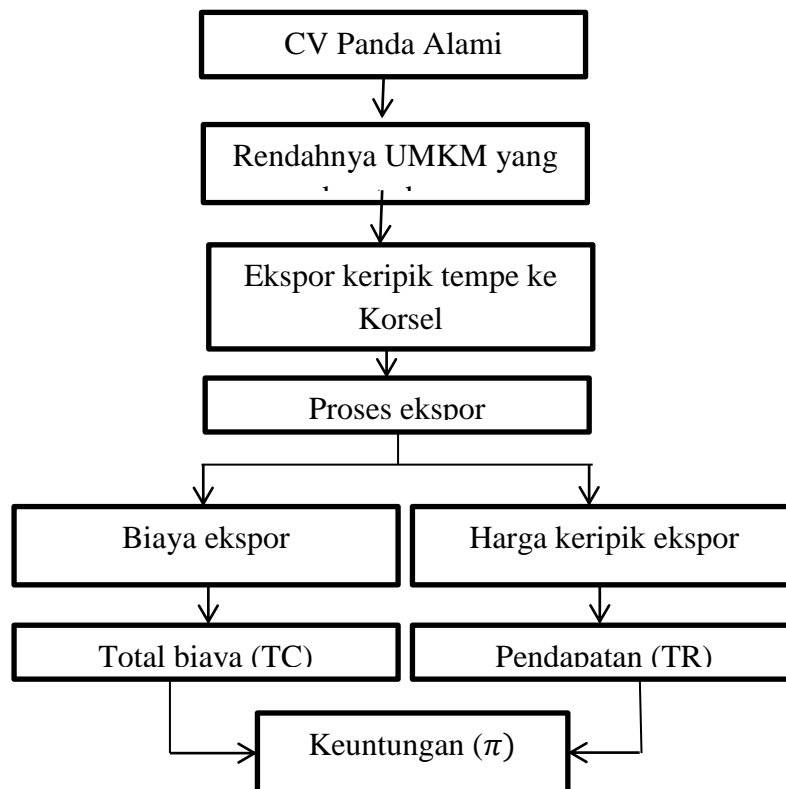 CV Panda Alami
Rendahnya UMKM yang
Ekspor keripik tempe ke
Korsel
Proses ekspor
Biaya ekspor
Harga keripik ekspor
Total biaya (TC)
Pendapatan (TR)
Keuntungan (𝜋)